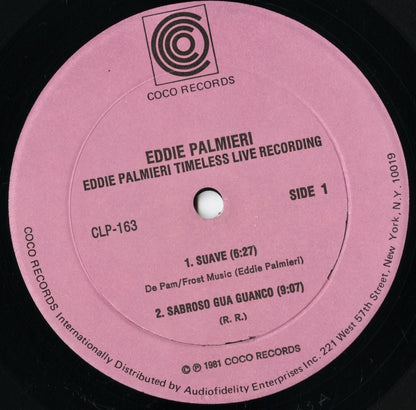 COCO RECORDS
EDDIE PALMIERI
EDDIE PALMIERI TIMELESS LIVE RECORDING
CLP-163
SIDE 1
1. SUAVE (6:27)
De Pam/Frost Music (Eddie Palmieri)
2. SABROSO GUA GUANCO (9:07)
(R. R.)
© ℗ 1981 COCO RECORDS
COCO RECORDS Internationally Distributed by Audiofidelity Enterprises Inc. 221 West 57th Street, New York, N.Y. 10019